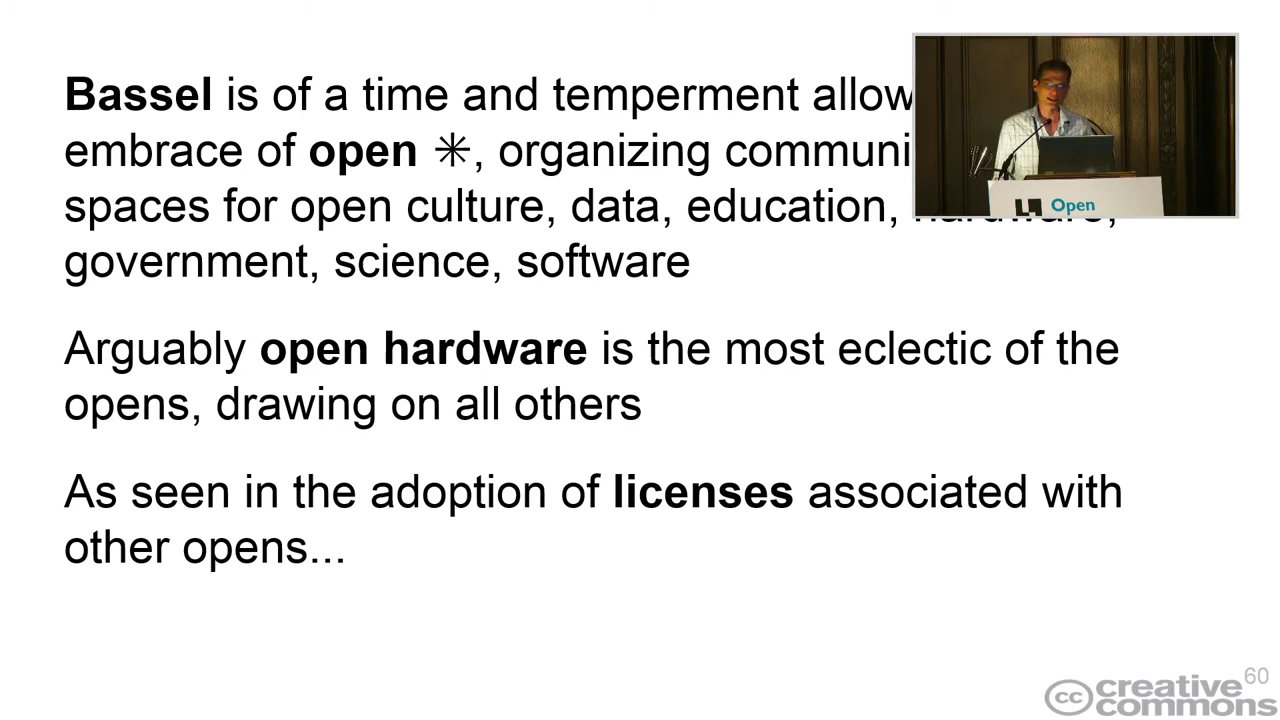 Bassel is of a time and temperment allow
embrace of open ✳, organizing communi
spaces for open culture, data, education, hardware,
government, science, software
Arguably open hardware is the most eclectic of the
opens, drawing on all others
As seen in the adoption of licenses associated with
other opens...
Open
60
cc creative
commons